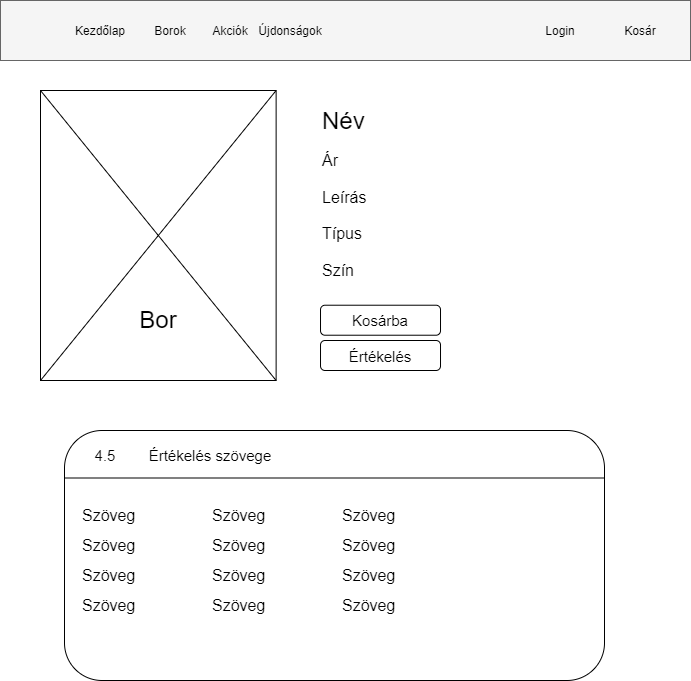 Kezdőlap Borok Akciók Újdonságok Login Kosár
Név
Ár
Leírás
Típus
Szín
Bor
Kosárba
Értékelés
4.5 Értékelés szövege
Szöveg Szöveg Szöveg
Szöveg Szöveg Szöveg
Szöveg Szöveg Szöveg
Szöveg Szöveg Szöveg